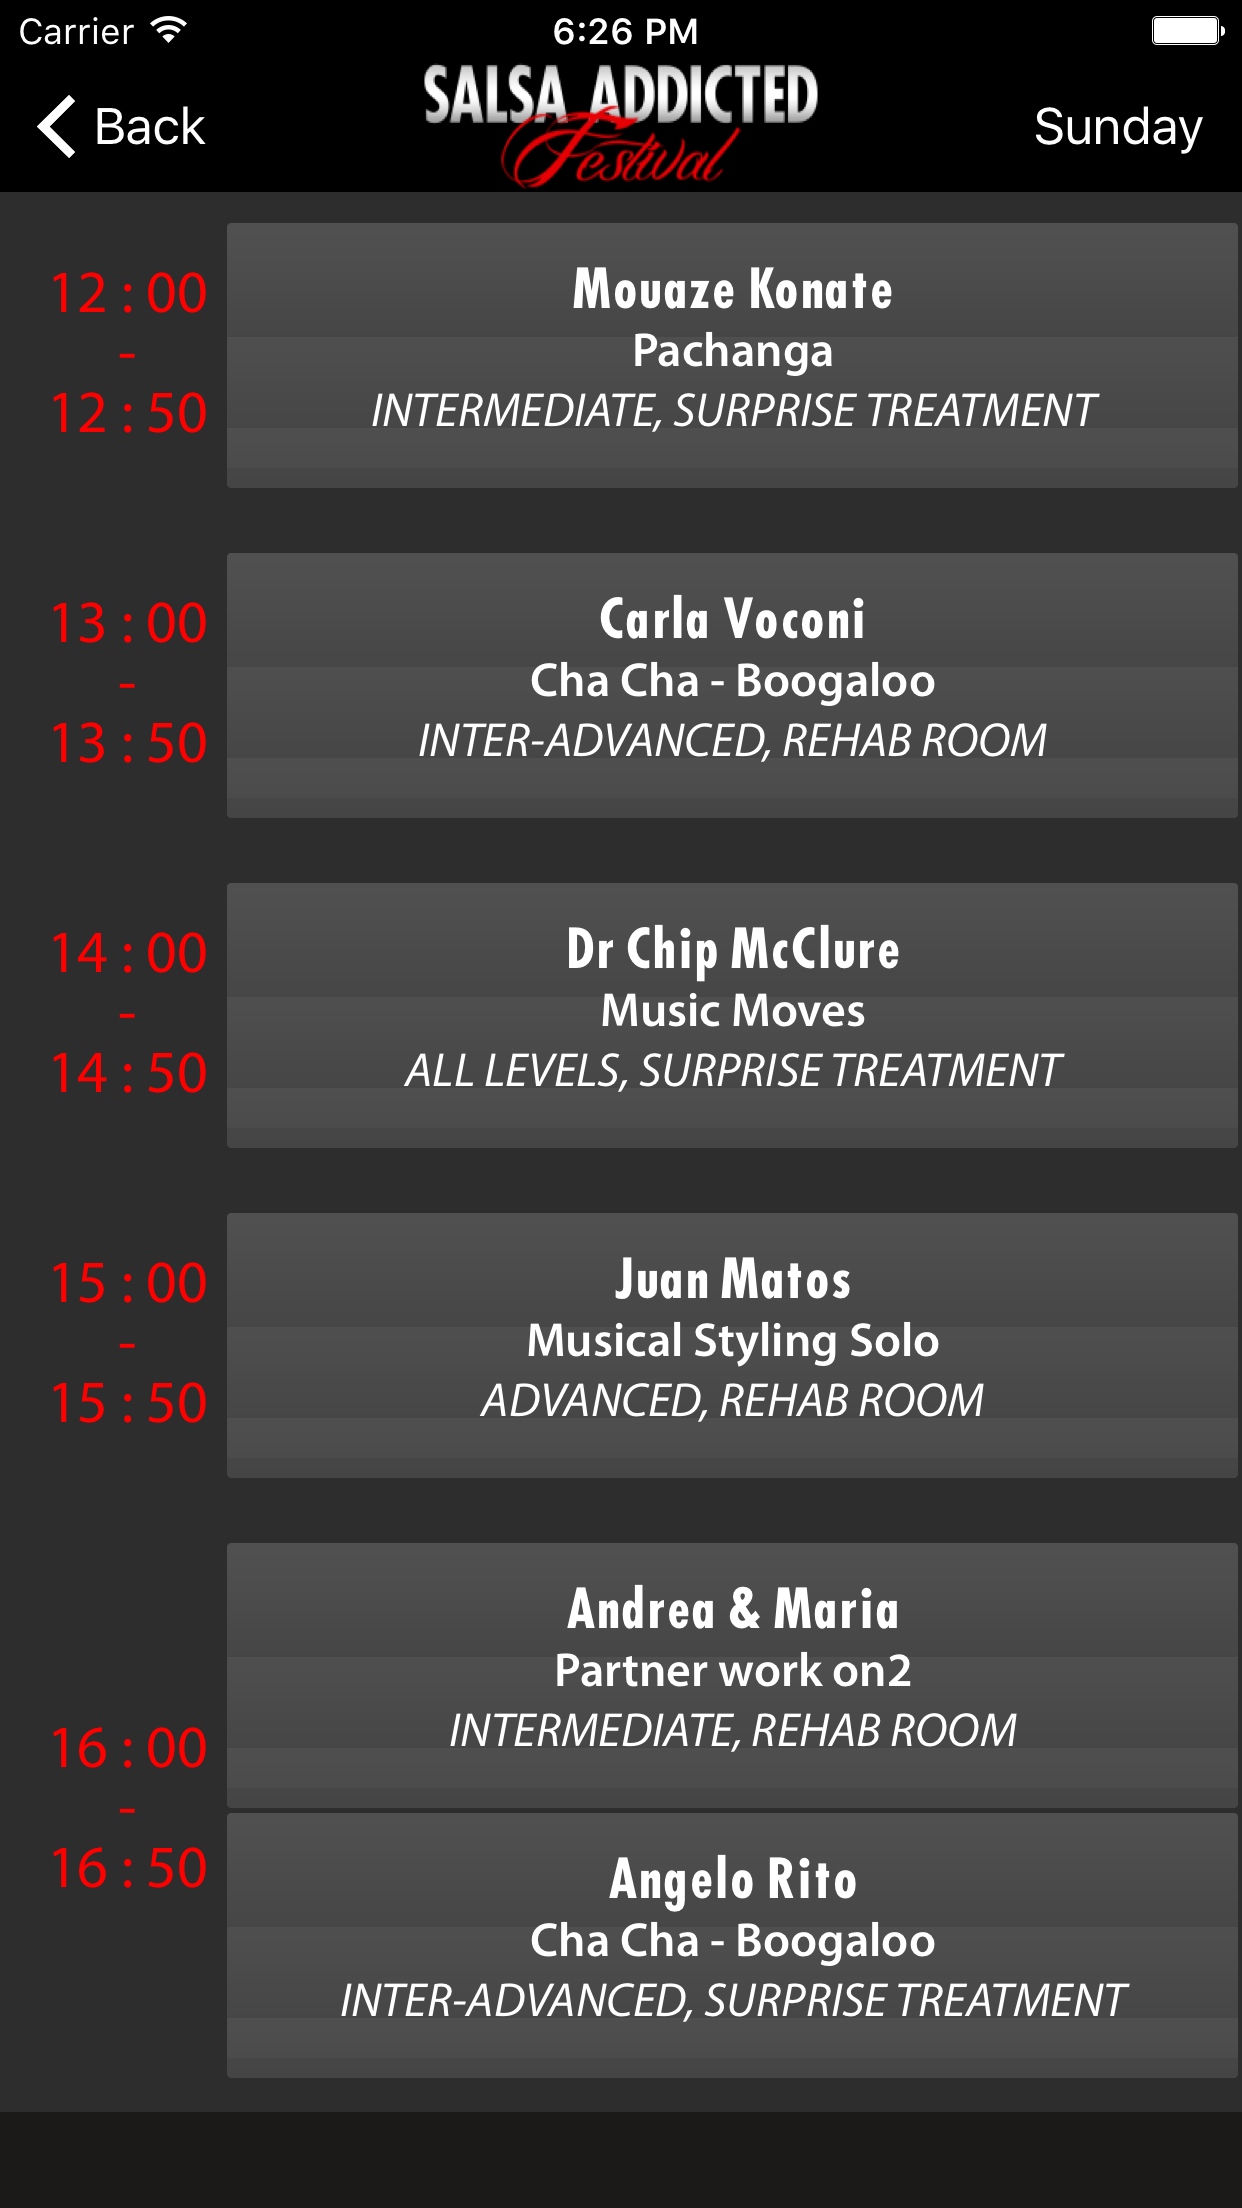 Carrier 6:26 PM
Back SALSA ADDICTED Sunday
Festival
12 : 00
-
12 : 50
Mouaze Konate
Pachanga
INTERMEDIATE, SURPRISE TREATMENT
13 : 00
-
13 : 50
Carla Voconi
Cha Cha - Boogaloo
INTER-ADVANCED, REHAB ROOM
14 : 00
-
14 : 50
Dr Chip McClure
Music Moves
ALL LEVELS, SURPRISE TREATMENT
15 : 00
-
15 : 50
Juan Matos
Musical Styling Solo
ADVANCED, REHAB ROOM
16 : 00
-
16 : 50
Andrea & Maria
Partner work on2
INTERMEDIATE, REHAB ROOM
Angelo Rito
Cha Cha - Boogaloo
INTER-ADVANCED, SURPRISE TREATMENT